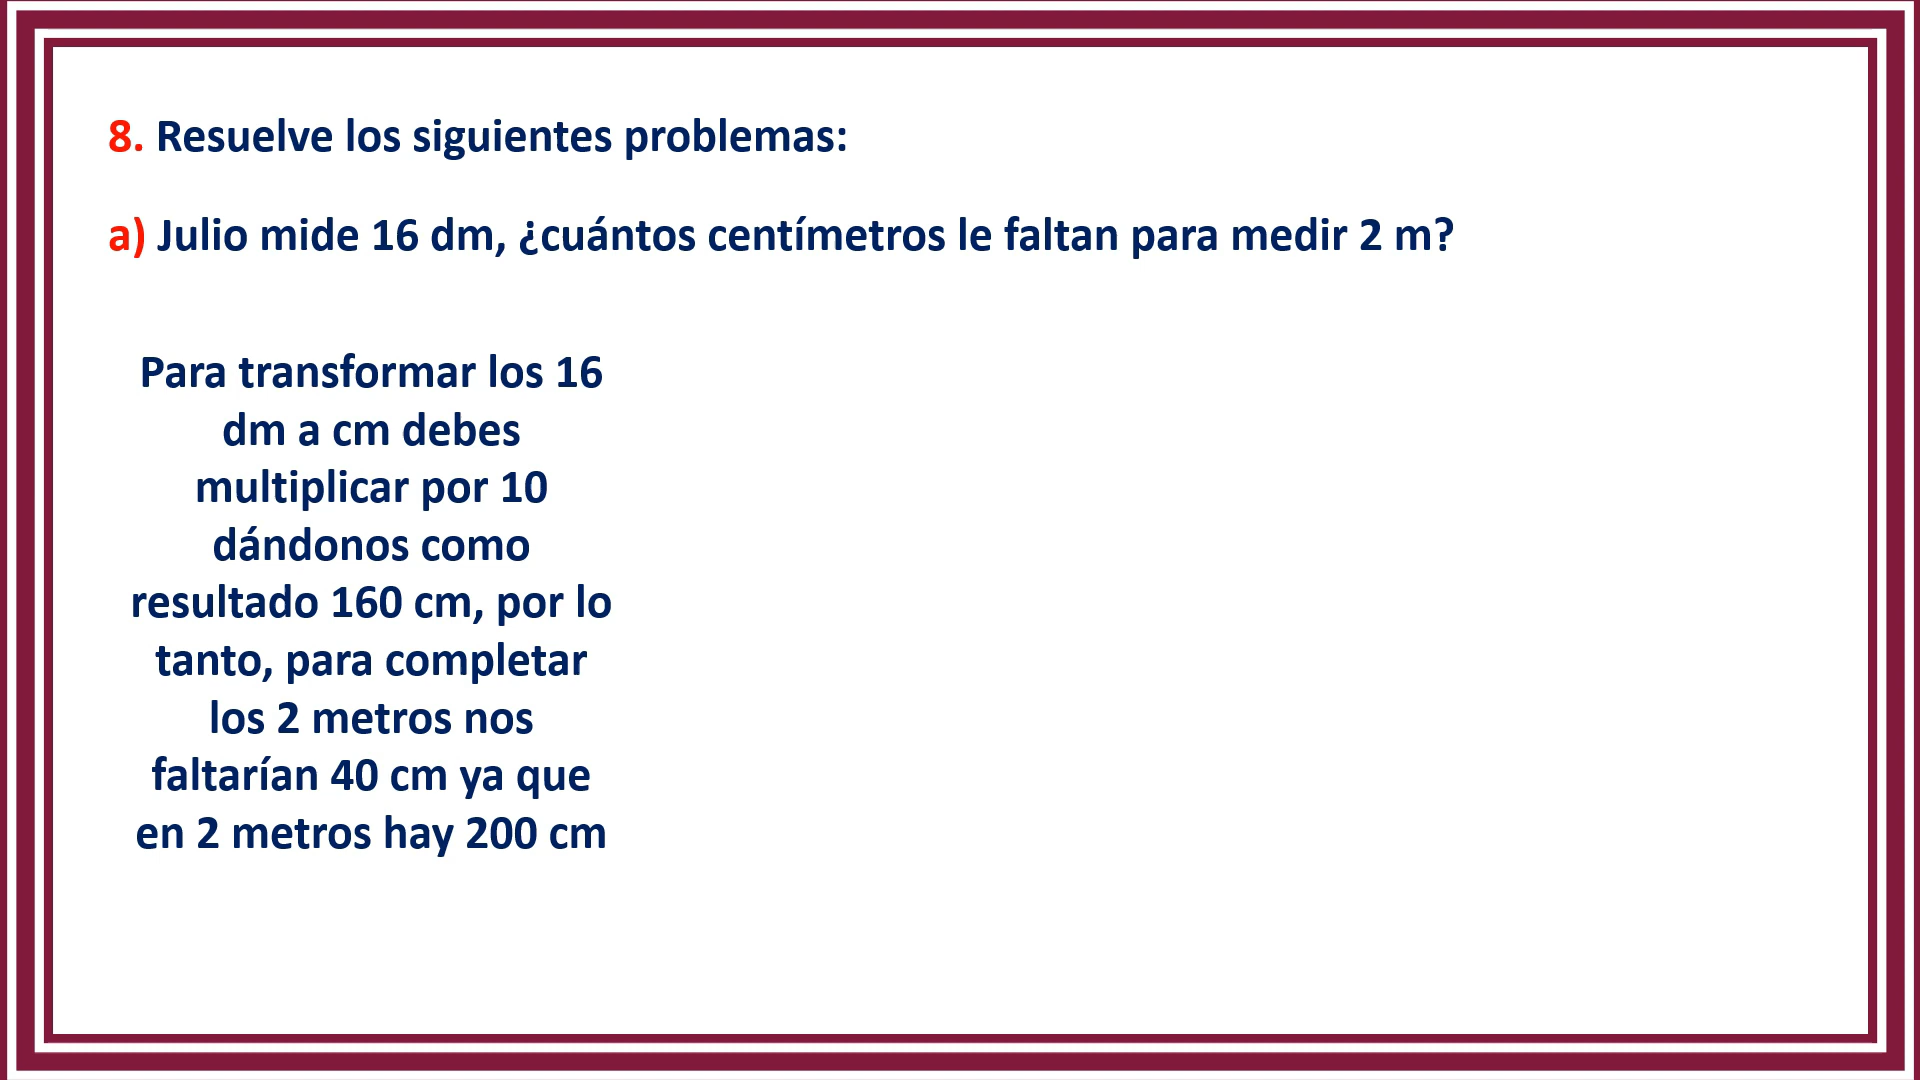 8. Resuelve los siguientes problemas:
a) Julio mide 16 dm, ¿cuántos centímetros le faltan para medir 2 m?
Para transformar los 16
dm a cm debes
multiplicar por 10
dándonos como
resultado 160 cm, por lo
tanto, para completar
los 2 metros nos
faltarían 40 cm ya que
en 2 metros hay 200 cm